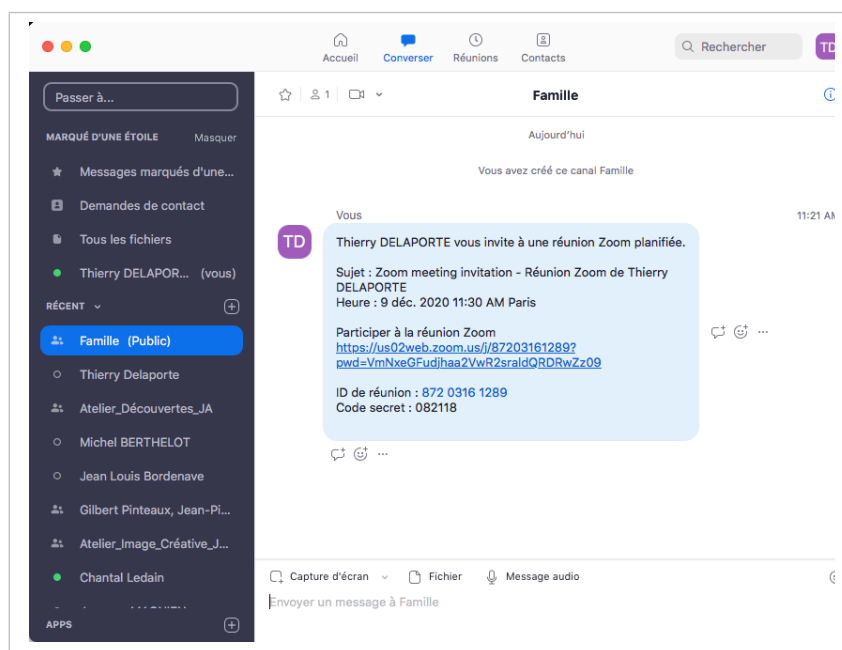 Accueil
Converser
Réunions
Contacts
Rechercher
TD
Passer à...
MARQUÉ D'UNE ÉTOILE Masquer
Messages marqués d'une...
Demandes de contact
Tous les fichiers
Thierry DELAPOR... (vous)
RÉCENT
Famille (Public)
Thierry Delaporte
Atelier_Découvertes_JA
Michel BERTHELOT
Jean Louis Bordenave
Gilbert Pinteaux, Jean-Pi...
Atelier_Image_Créative_J...
Chantal Ledain
APPS
1
Famille
Aujourd'hui
Vous avez créé ce canal Famille
Vous
11:21 AM
TD
Thierry DELAPORTE vous invite à une réunion Zoom planifiée.
Sujet : Zoom meeting invitation - Réunion Zoom de Thierry
DELAPORTE
Heure : 9 déc. 2020 11:30 AM Paris
Participer à la réunion Zoom
https://us02web.zoom.us/j/87203161289?
pwd=VmNxeGFudjhaa2VwR2sraldQRDRwZz09
ID de réunion : 872 0316 1289
Code secret : 082118
Capture d'écran
Fichier
Message audio
Envoyer un message à Famille